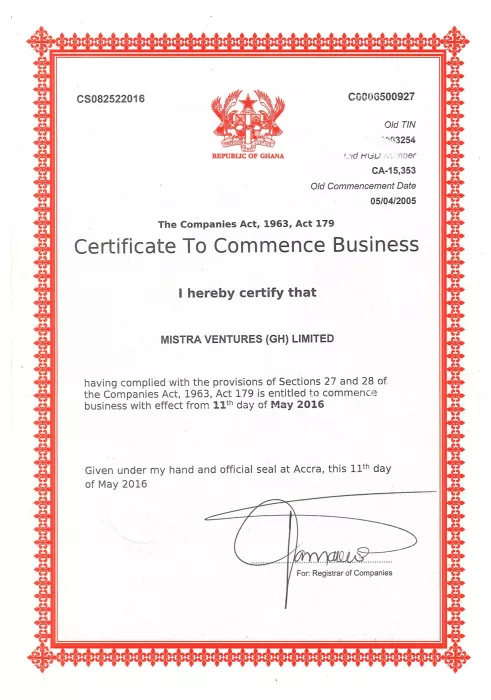 CS082522016
REPUBLIC OF GHANA
Old TIN
3254
CA-15,353
Old Commencement Date
05/04/2005
The Companies Act, 1963, Act 179
Certificate To Commence Business
I hereby certify that
MISTRA VENTURES (GH) LIMITED
having complied with the provisions of Sections 27 and 28 of
the Companies Act, 1963, Act 179 is entitled to commence
business with effect from 11th day of May 2016
Given under my hand and official seal at Accra, this 11th day
of May 2016
For: Registrar of Companies